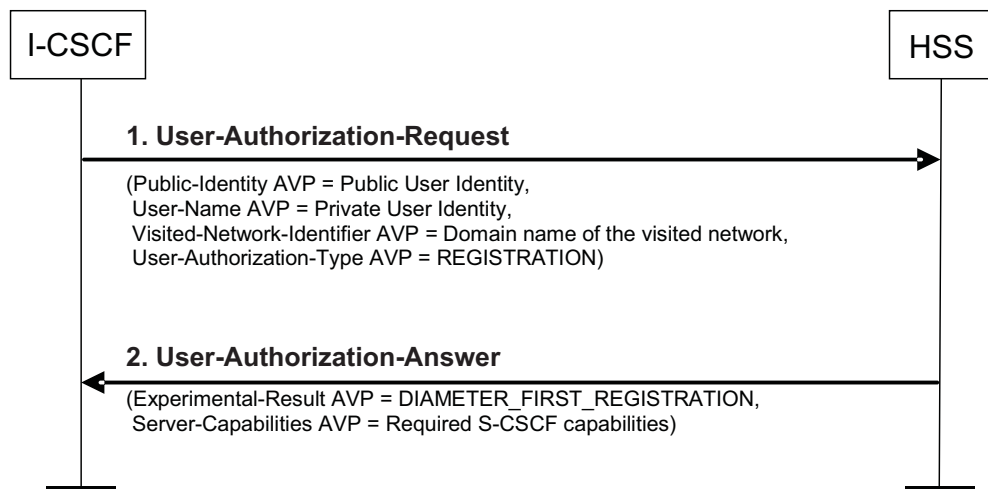 I-CSCF
HSS
1. User-Authorization-Request
(Public-Identity AVP = Public User Identity,
User-Name AVP = Private User Identity,
Visited-Network-Identifier AVP = Domain name of the visited network,
User-Authorization-Type AVP = REGISTRATION)
2. User-Authorization-Answer
(Experimental-Result AVP = DIAMETER_FIRST_REGISTRATION,
Server-Capabilities AVP = Required S-CSCF capabilities)